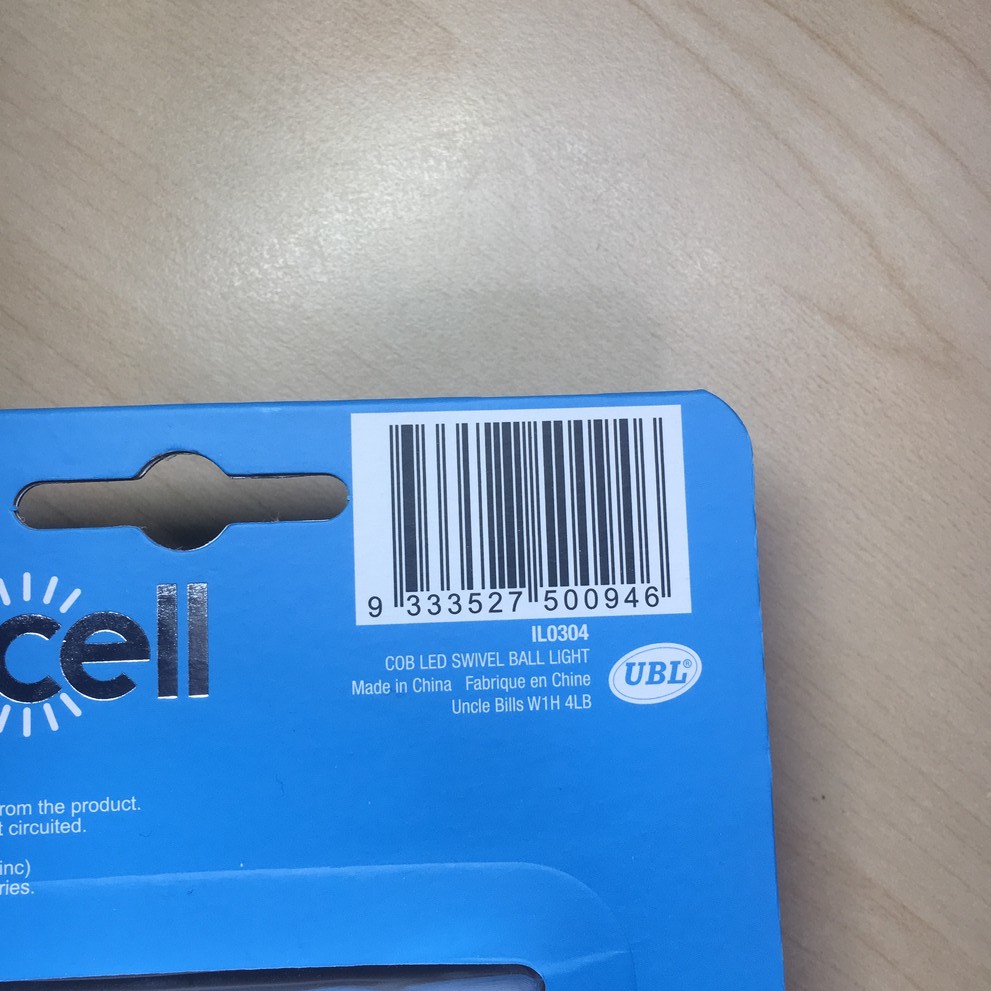 9 333527 500946
IL0304
COB LED SWIVEL BALL LIGHT
Made in China Fabrique en Chine
Uncle Bills W1H 4LB
UBL®
cell
rom the product.
t circuited.
inc)
ries.